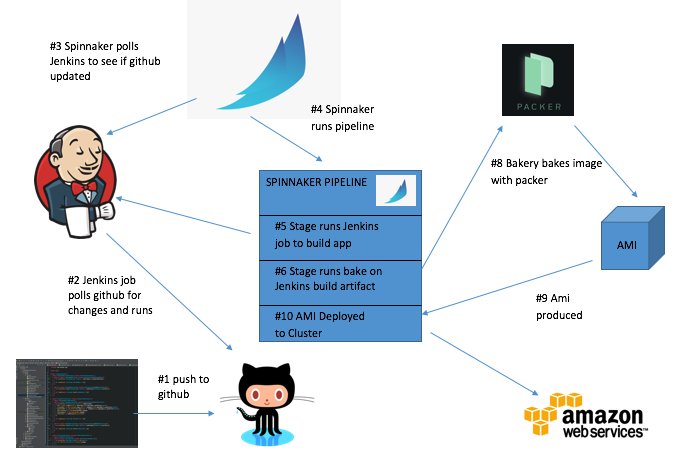 #3 Spinnaker polls
Jenkins to see if github
updated
#4 Spinnaker
runs pipeline
PACKER
#8 Bakery bakes image
with packer
SPINNAKER PIPELINE
#5 Stage runs Jenkins
job to build app
#6 Stage runs bake on
Jenkins build artifact
#10 AMI Deployed
to Cluster
AMI
#9 Ami
produced
#2 Jenkins job
polls github for
changes and runs
#1 push to
github
amazon
webservices™